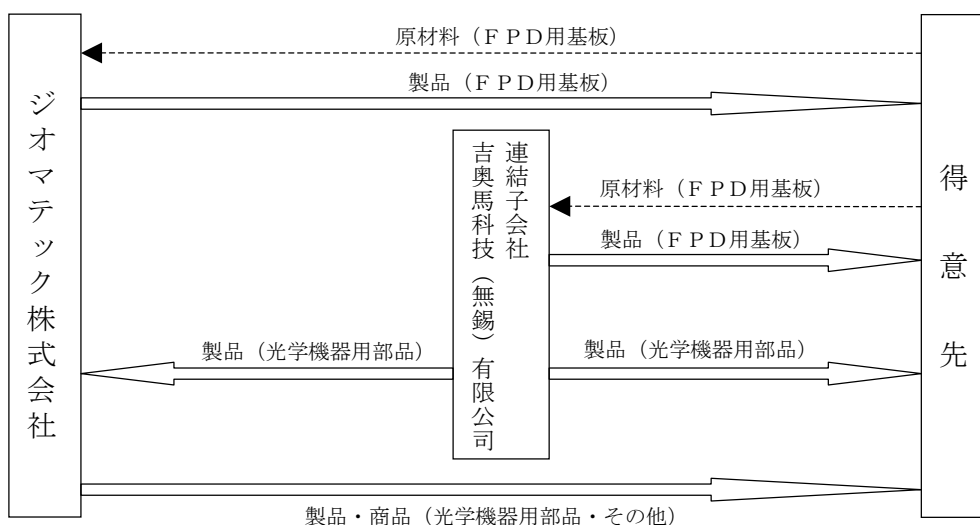 ジオマテック株式会社
原材料（ＦＰＤ用基板）
製品（ＦＰＤ用基板）
連結子会社
吉奥馬科技（無錫）有限公司
原材料（ＦＰＤ用基板）
製品（ＦＰＤ用基板）
製品（光学機器用部品）
製品（光学機器用部品）
製品・商品（光学機器用部品・その他）
得意先